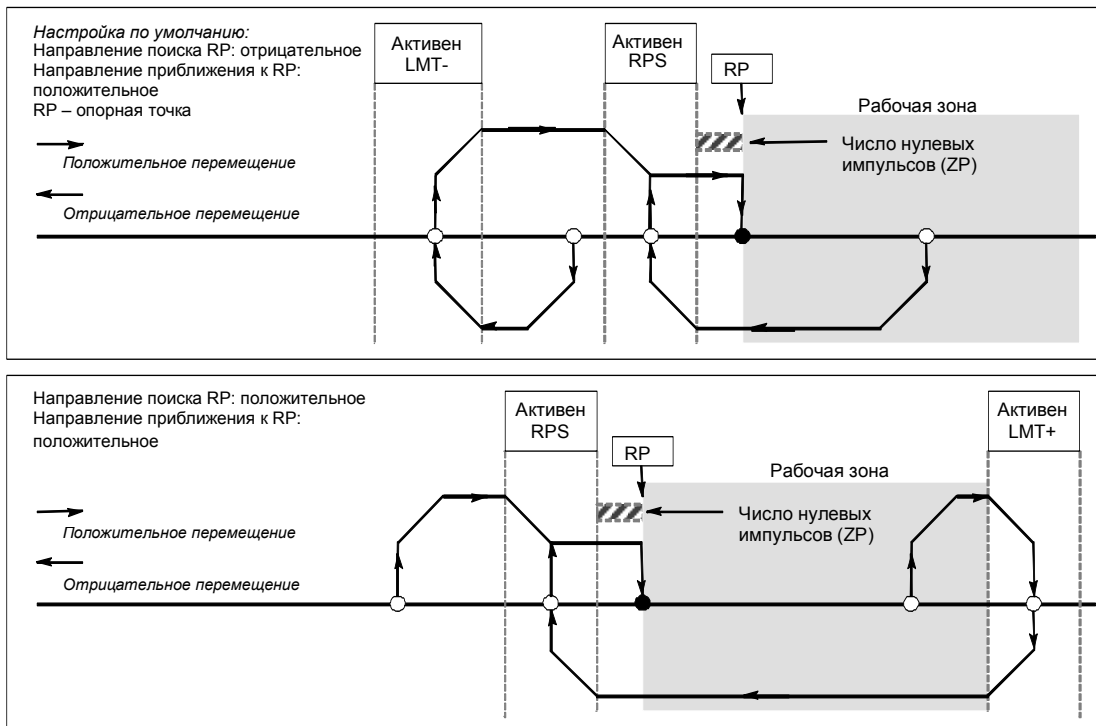 Настройка по умолчанию:
Направление поиска RP: отрицательное
Направление приближения к RP:
положительное
RP – опорная точка
Положительное перемещение
Отрицательное перемещение
Активен
LMT-
Активен
RPS
RP
Рабочая зона
Число нулевых
импульсов (ZP)
Направление поиска RP: положительное
Направление приближения к RP:
положительное
Положительное перемещение
Отрицательное перемещение
Активен
RPS
RP
Рабочая зона
Число нулевых
импульсов (ZP)
Активен
LMT+